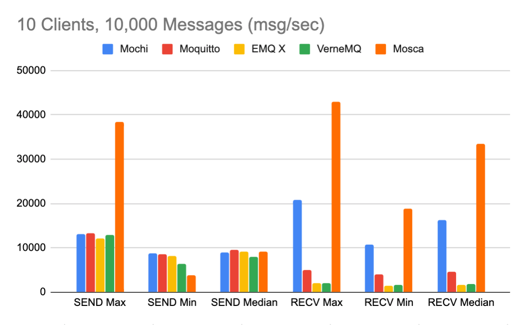 10 Clients, 10,000 Messages (msg/sec)
Mochi Moquitto EMQ X VerneMQ Mosca
50000
40000
30000
20000
10000
0
SEND Max SEND Min SEND Median RECV Max RECV Min RECV Median